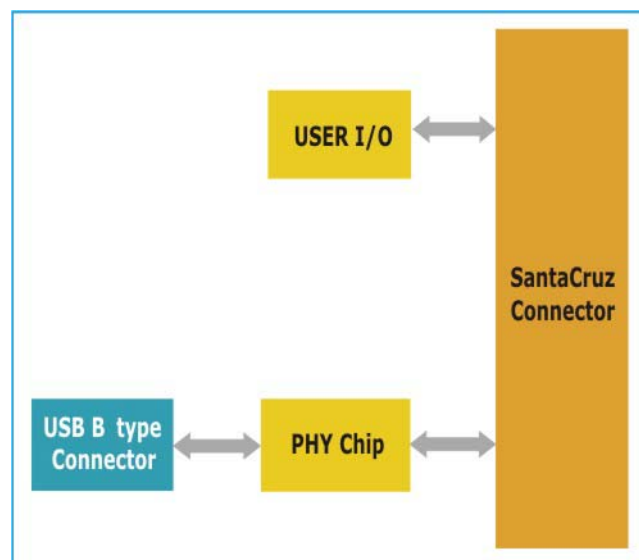 USER I/O
SantaCruz
Connector
USB B type
Connector
PHY Chip